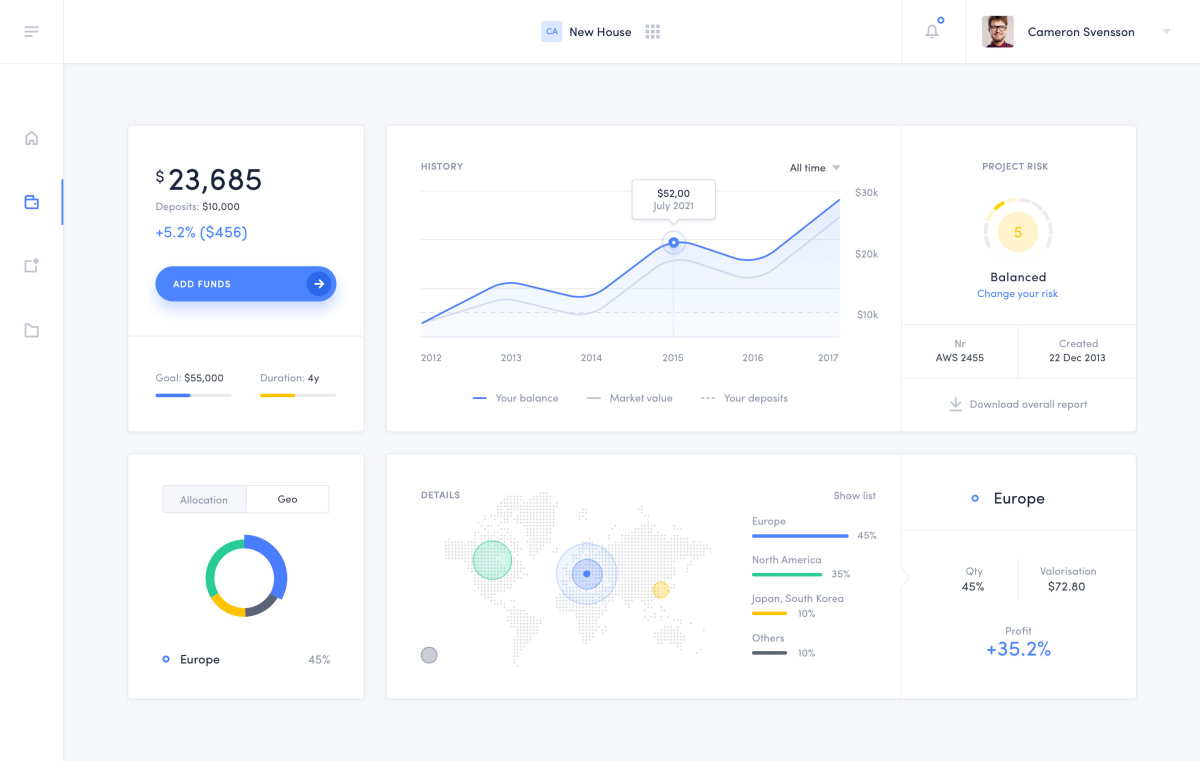 CA New House
Cameron Svensson
$23,685
Deposits: $10,000
+5.2% ($456)
ADD FUNDS
Goal: $55,000
Duration: 4y
HISTORY
All time
$52,00
July 2021
$30k
$20k
$10k
2012 2013 2014 2015 2016 2017
Your balance Market value Your deposits
PROJECT RISK
5
Balanced
Change your risk
Nr
AWS 2455
Created
22 Dec 2013
Download overall report
Allocation Geo
Europe 45%
DETAILS
Show list
Europe
45%
North America
35%
Japan, South Korea
10%
Others
10%
Europe
Qty
45%
Valorisation
$72.80
Profit
+35.2%